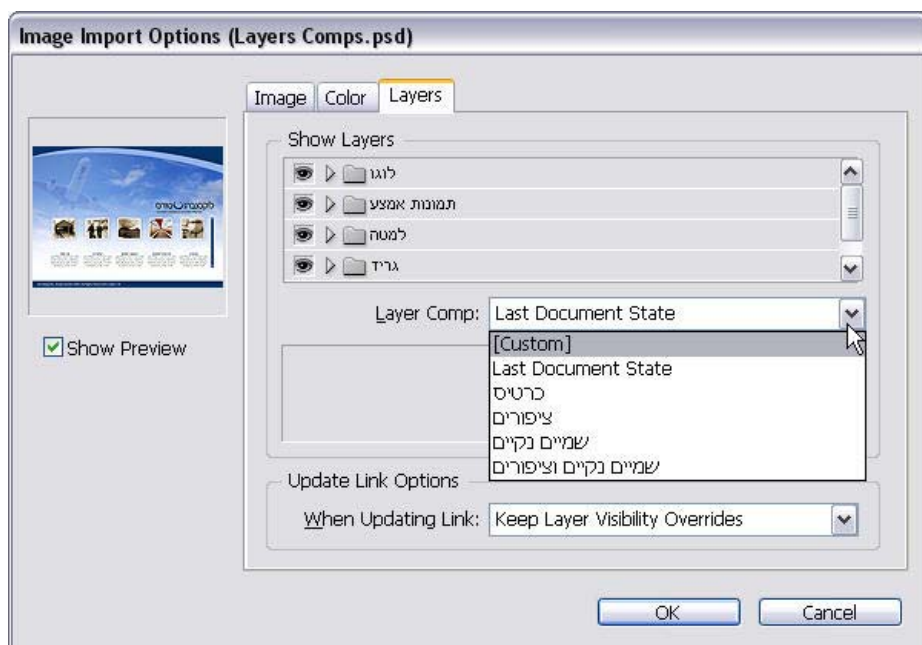 Image Import Options (Layers Comps.psd)
Image Color Layers
Show Layers
לוגו
תמונות אמצע
למטה
גריד
Layer Comp: Last Document State
[Custom]
Last Document State
כרטיס
ציפורים
שמיים נקיים
שמיים נקיים וציפורים
Show Preview
Update Link Options
When Updating Link: Keep Layer Visibility Overrides
OK Cancel